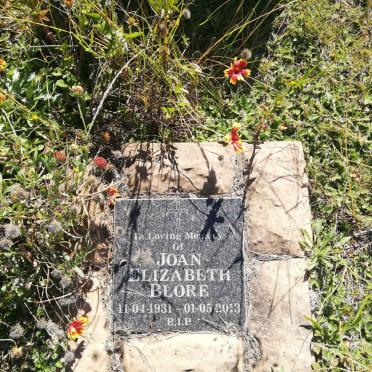 In Loving Memory
Of
JOAN
ELIZABETH
BLORE
11-04-1931 - 01-05-2013
R.I.P